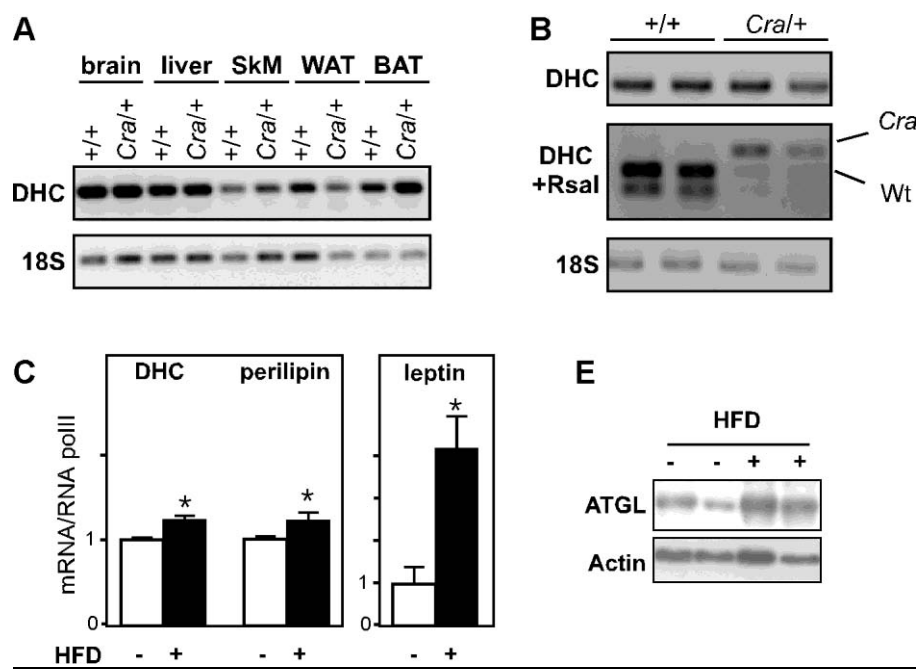 A
brain liver SkM WAT BAT
+/+ Cra/+ +/+ Cra/+ +/+ Cra/+ +/+ Cra/+ +/+ Cra/+
DHC
18S
B
+/+ Cra/+
DHC
DHC
+RsaI
Cra
Wt
18S
C
DHC perilipin leptin
* * *
mRNA/RNA polII
1 1
0 0
HFD - + - + - +
E
HFD
- - + +
ATGL
Actin